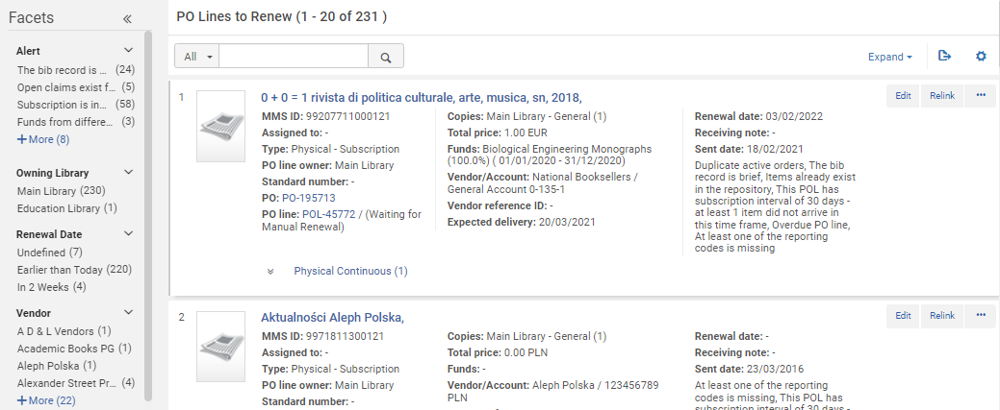 Facets
PO Lines to Renew (1 - 20 of 231 )
All
Expand
Alert
The bib record is ... (24)
Open claims exist f... (5)
Subscription is in... (58)
Funds from differe... (3)
+ More (8)
Owning Library
Main Library (230)
Education Library (1)
Renewal Date
Undefined (7)
Earlier than Today (220)
In 2 Weeks (4)
Vendor
A D & L Vendors (1)
Academic Books PG (1)
Aleph Polska (1)
Alexander Street Pr... (4)
+ More (22)
1
0 + 0 = 1 rivista di politica culturale, arte, musica, sn, 2018,
Edit
Relink
...
MMS ID: 99207711000121
Assigned to: -
Type: Physical - Subscription
PO line owner: Main Library
Standard number: -
PO: PO-195713
PO line: POL-45772 / (Waiting for
Manual Renewal)
Copies: Main Library - General (1)
Total price: 1.00 EUR
Funds: Biological Engineering Monographs
(100.0%) ( 01/01/2020 - 31/12/2020)
Vendor/Account: National Booksellers /
General Account 0-135-1
Vendor reference ID: -
Expected delivery: 20/03/2021
Renewal date: 03/02/2022
Receiving note: -
Sent date: 18/02/2021
Duplicate active orders, The bib
record is brief, Items already exist
in the repository, This POL has
subscription interval of 30 days -
at least 1 item did not arrive in
this time frame, Overdue PO line,
At least one of the reporting
codes is missing
Physical Continuous (1)
2
Aktualności Aleph Polska,
Edit
Relink
...
MMS ID: 9971811300121
Assigned to: -
Type: Physical - Subscription
PO line owner: Main Library
Standard number: -
Copies: Main Library - General (1)
Total price: 0.00 PLN
Funds: -
Vendor/Account: Aleph Polska / 123456789
PLN
Renewal date: -
Receiving note: -
Sent date: 23/03/2016
At least one of the reporting
codes is missing, This POL has
subscription interval of 30 days -